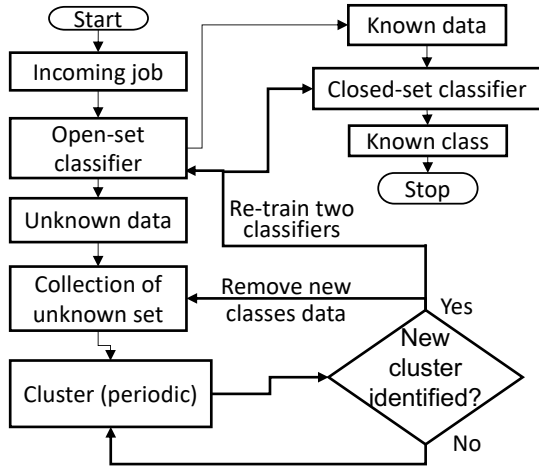 Start
Incoming job
Open-set
classifier
Unknown data
Collection of
unknown set
Cluster (periodic)
Known data
Closed-set classifier
Known class
Stop
Re-train two
classifiers
Remove new
classes data
Yes
New
cluster
identified?
No